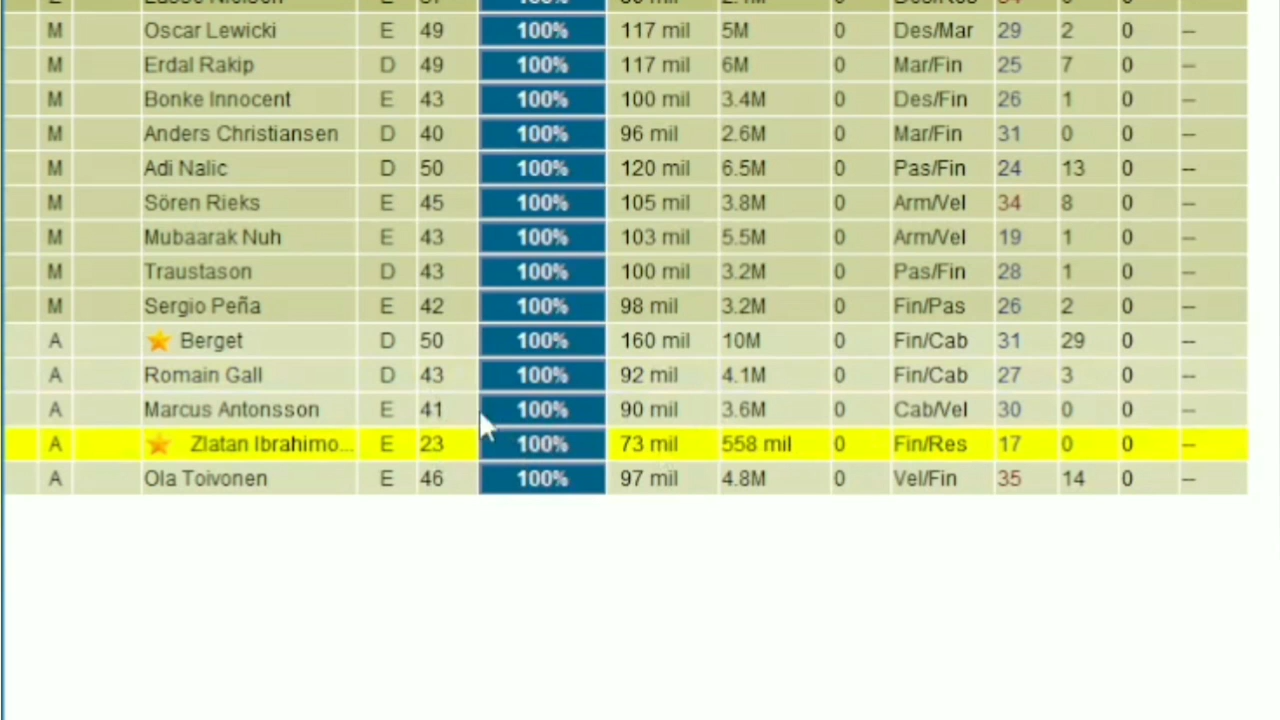 M Oscar Lewicki E 49 100% 117 mil 5M 0 Des/Mar 29 2 0 --
M Erdal Rakip D 49 100% 117 mil 6M 0 Mar/Fin 25 7 0 --
M Bonke Innocent E 43 100% 100 mil 3.4M 0 Des/Fin 26 1 0 --
M Anders Christiansen D 40 100% 96 mil 2.6M 0 Mar/Fin 31 0 0 --
M Adi Nalic D 50 100% 120 mil 6.5M 0 Pas/Fin 24 13 0 --
M Sören Rieks E 45 100% 105 mil 3.8M 0 Arm/Vel 34 8 0 --
M Mubaarak Nuh E 43 100% 103 mil 5.5M 0 Arm/Vel 19 1 0 --
M Traustason D 43 100% 100 mil 3.2M 0 Pas/Fin 28 1 0 --
M Sergio Peña E 42 100% 98 mil 3.2M 0 Fin/Pas 26 2 0 --
A Berget D 50 100% 160 mil 10M 0 Fin/Cab 31 29 0 --
A Romain Gall D 43 100% 92 mil 4.1M 0 Fin/Cab 27 3 0 --
A Marcus Antonsson E 41 100% 90 mil 3.6M 0 Cab/Vel 30 0 0 --
A Zlatan Ibrahimo... E 23 100% 73 mil 558 mil 0 Fin/Res 17 0 0 --
A Ola Toivonen E 46 100% 97 mil 4.8M 0 Vel/Fin 35 14 0 --